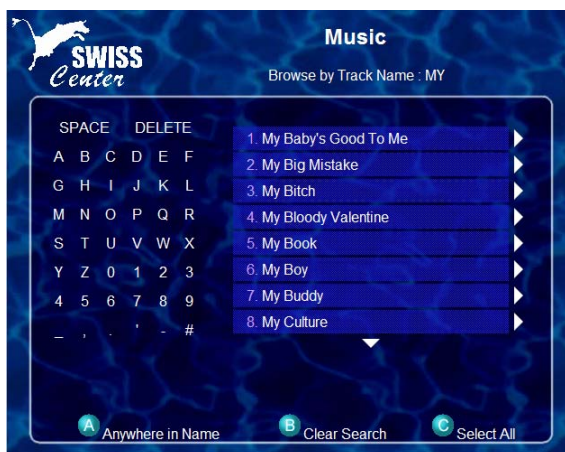 SWISS
Center
Music
Browse by Track Name : MY
SPACE DELETE
A B C D E F
G H I J K L
M N O P Q R
S T U V W X
Y Z 0 1 2 3
4 5 6 7 8 9
_ , . ' - #
1. My Baby's Good To Me
2. My Big Mistake
3. My Bitch
4. My Bloody Valentine
5. My Book
6. My Boy
7. My Buddy
8. My Culture
A Anywhere in Name
B Clear Search
C Select All